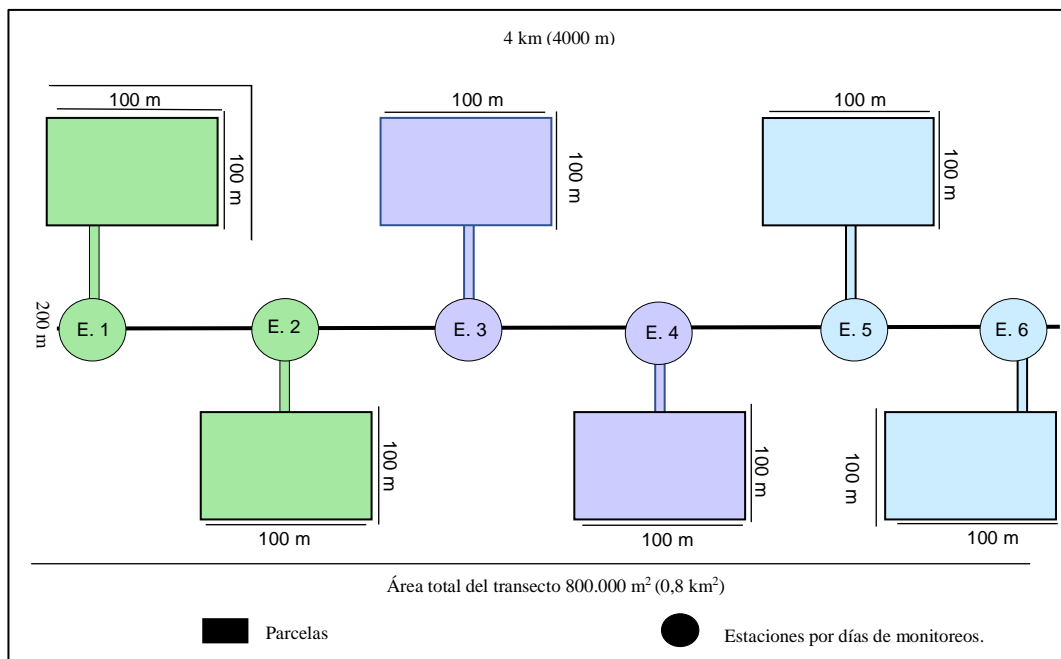 4 km (4000 m)
100 m
100 m
100 m
100 m
100 m
100 m
200 m
E. 1
E. 2
E. 3
E. 4
E. 5
E. 6
100 m
100 m
100 m
100 m
100 m
100 m
Área total del transecto 800.000 m² (0,8 km²)
Parcelas
Estaciones por días de monitoreos.